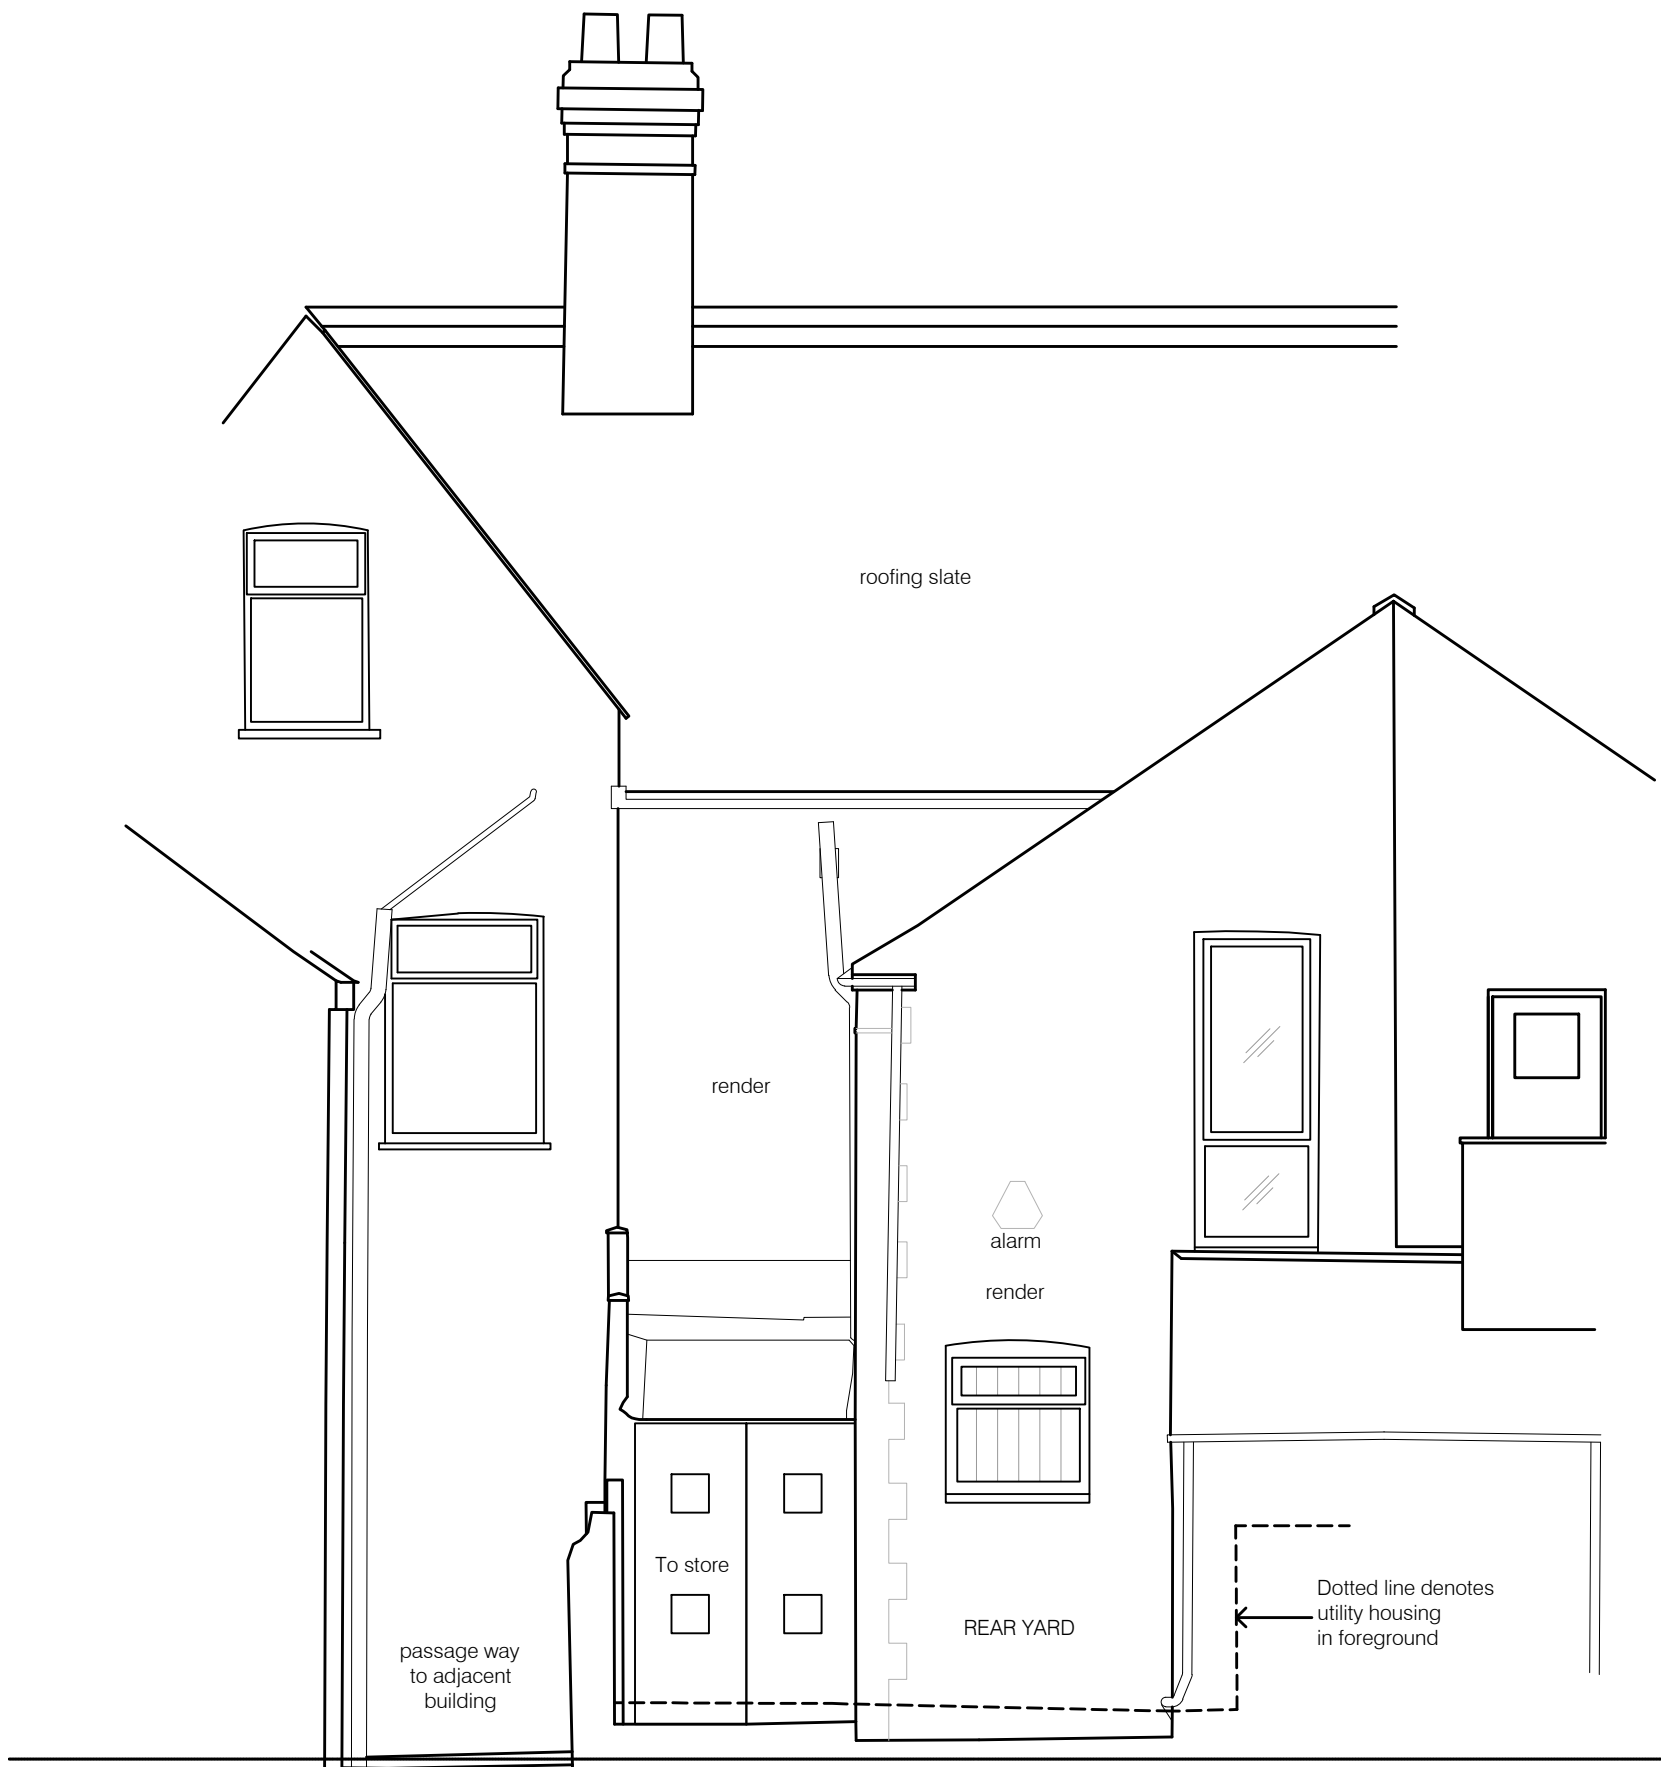 roofing slate
render
alarm
render
To store
REAR YARD
Dotted line denotes
utility housing
in foreground
passage way
to adjacent
building